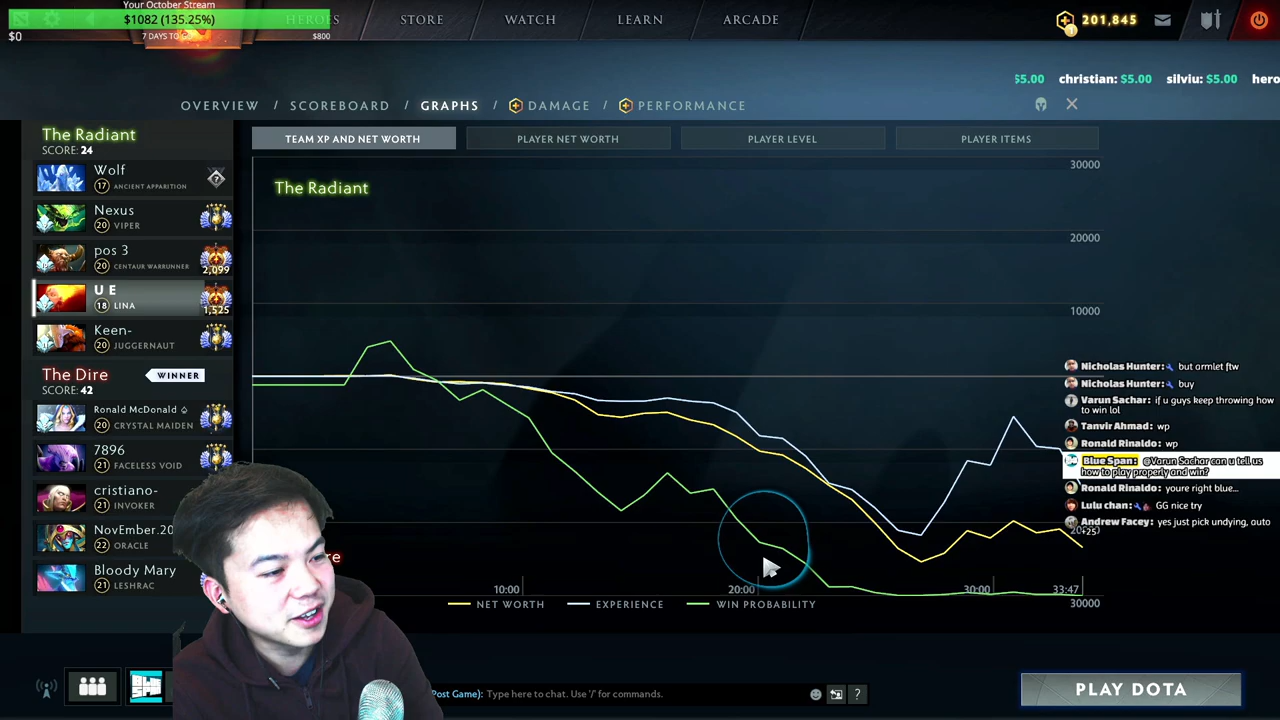 Your October Stream
$1082 (135.25%)
$0
7 DAYS TO GO
$800
HEROES
STORE
WATCH
LEARN
ARCADE
201,845
1
$5.00 christian: $5.00 silviu: $5.00 hero
OVERVIEW / SCOREBOARD / GRAPHS / DAMAGE / PERFORMANCE
TEAM XP AND NET WORTH
PLAYER NET WORTH
PLAYER LEVEL
PLAYER ITEMS
The Radiant
SCORE: 24
Wolf
17 ANCIENT APPARITION
Nexus
20 VIPER
pos 3
20 CENTAUR WARRUNNER
2,099
U E
18 LINA
1,525
Keen-
20 JUGGERNAUT
The Dire
WINNER
SCORE: 42
Ronald McDonald
20 CRYSTAL MAIDEN
7896
21 FACELESS VOID
cristiano-
21 INVOKER
NovEmber.20
22 ORACLE
Bloody Mary
21 LESHRAC
The Radiant
30000
20000
10000
30000
re
10:00
20:00
30:00
33:47
NET WORTH
EXPERIENCE
WIN PROBABILITY
Nicholas Hunter: but armlet ftw
Nicholas Hunter: buy
Varun Sachar: if u guys keep throwing how to win lol
Tanvir Ahmad: wp
Ronald Rinaldo: wp
Blue Span: @Varun Sachar can u tell us
how to play properly and win?
Ronald Rinaldo: youre right blue...
Lulu chan: GG nice try
Andrew Facey: yes just pick undying, auto
+25
Post Game): Type here to chat. Use '/' for commands.
?
PLAY DOTA